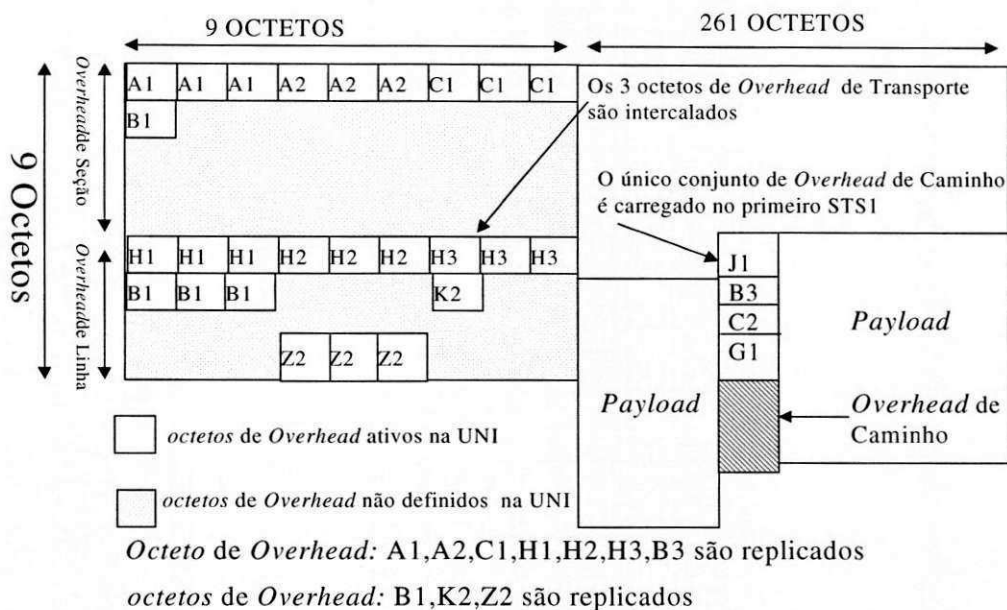 9 OCTETOS
261 OCTETOS
9 Octetos
Overhead de Seção
A1 A1 A1 A2 A2 A2 C1 C1 C1
B1
Os 3 octetos de Overhead de Transporte
são intercalados
O único conjunto de Overhead de Caminho
é carregado no primeiro STS1
Overhead de Linha
H1 H1 H1 H2 H2 H2 H3 H3 H3
B1 B1 B1 K2
Z2 Z2 Z2
J1
B3
C2
G1
Payload
Payload
Overhead de
Caminho
octetos de Overhead ativos na UNI
octetos de Overhead não definidos na UNI
Octeto de Overhead: A1,A2,C1,H1,H2,H3,B3 são replicados
octetos de Overhead: B1,K2,Z2 são replicados